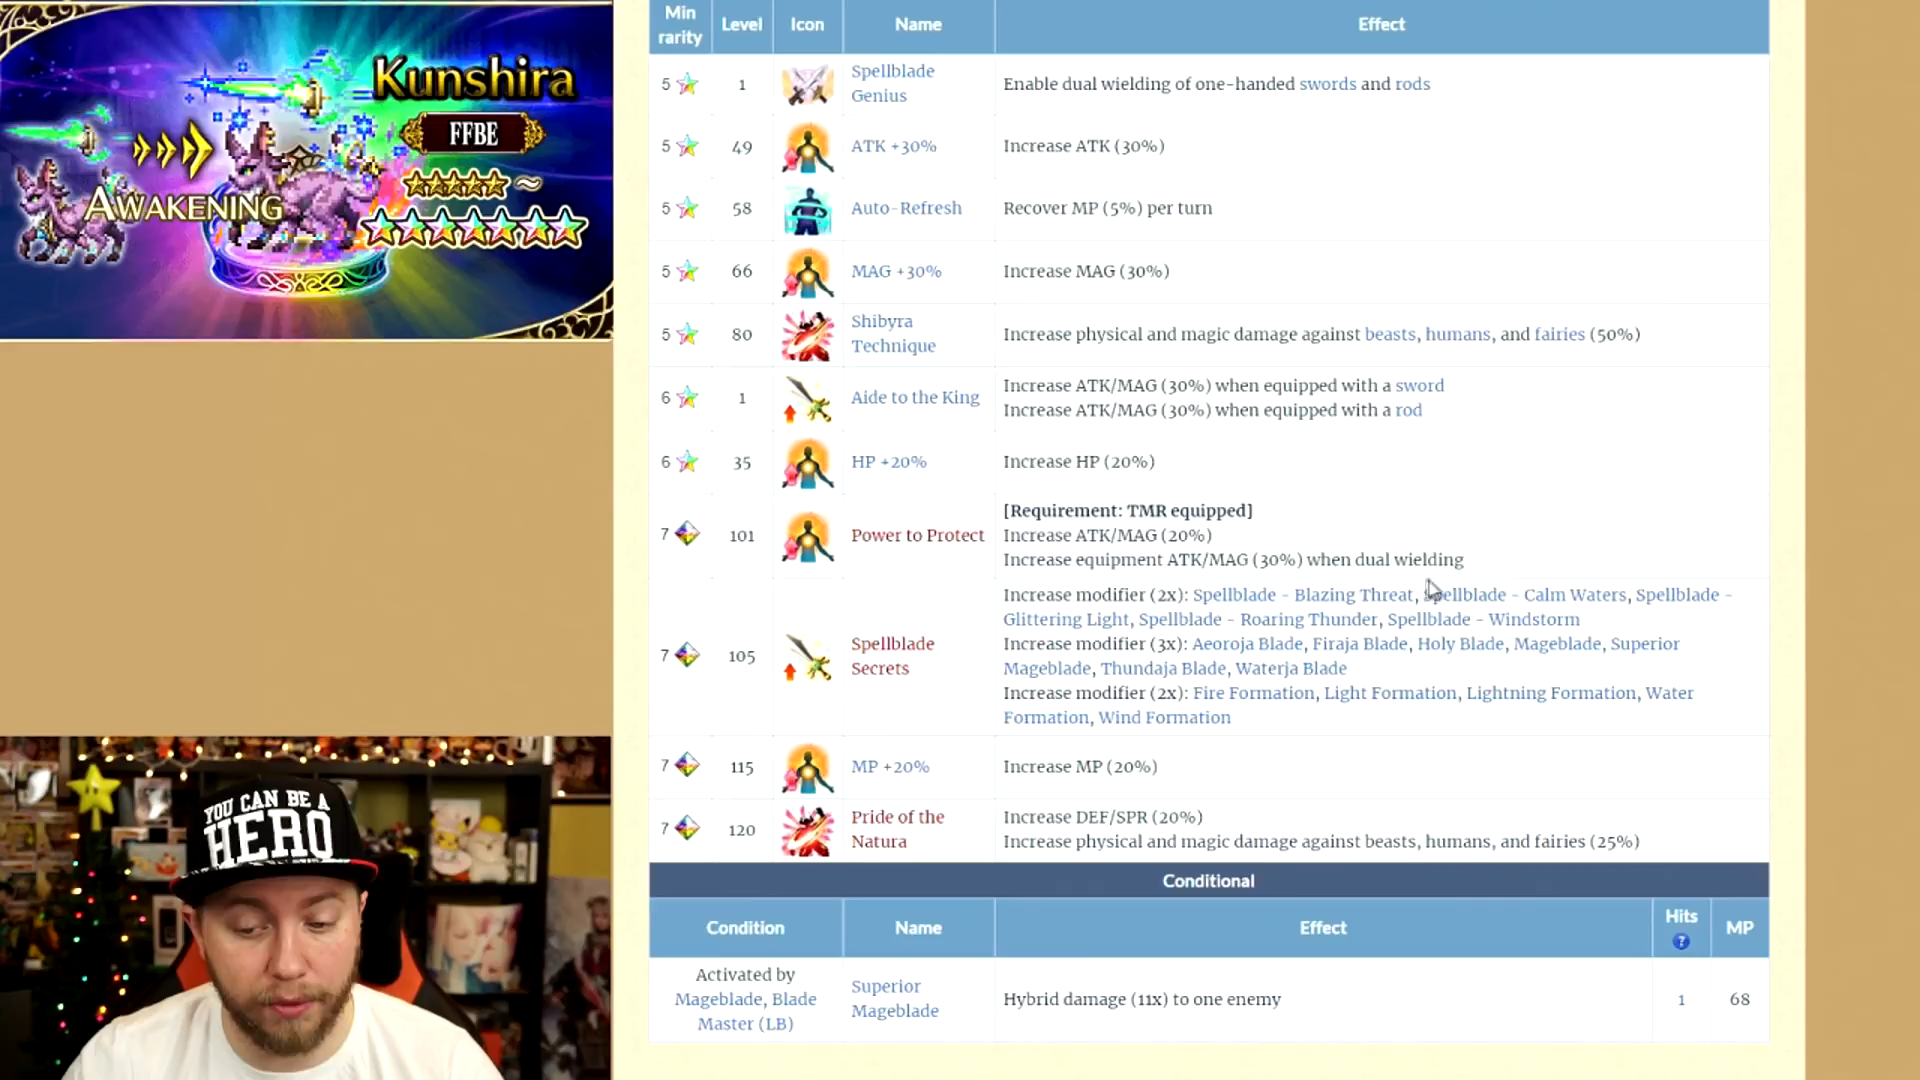 Kunshira
FFBE
AWAKENING
YOU CAN BE A
HERO
Min rarity Level Icon Name Effect
5 1 Spellblade Genius Enable dual wielding of one-handed swords and rods
5 49 ATK +30% Increase ATK (30%)
5 58 Auto-Refresh Recover MP (5%) per turn
5 66 MAG +30% Increase MAG (30%)
5 80 Shibyra Technique Increase physical and magic damage against beasts, humans, and fairies (50%)
6 1 Aide to the King Increase ATK/MAG (30%) when equipped with a sword
Increase ATK/MAG (30%) when equipped with a rod
6 35 HP +20% Increase HP (20%)
7 101 Power to Protect [Requirement: TMR equipped]
Increase ATK/MAG (20%)
Increase equipment ATK/MAG (30%) when dual wielding
7 105 Spellblade Secrets Increase modifier (2x): Spellblade - Blazing Threat, Spellblade - Calm Waters, Spellblade -
Glittering Light, Spellblade - Roaring Thunder, Spellblade - Windstorm
Increase modifier (3x): Aeoroja Blade, Firaja Blade, Holy Blade, Mageblade, Superior
Mageblade, Thundaja Blade, Waterja Blade
Increase modifier (2x): Fire Formation, Light Formation, Lightning Formation, Water
Formation, Wind Formation
7 115 MP +20% Increase MP (20%)
7 120 Pride of the Natura Increase DEF/SPR (20%)
Increase physical and magic damage against beasts, humans, and fairies (25%)
Conditional
Condition Name Effect Hits ? MP
Activated by Mageblade, Blade Master (LB) Superior Mageblade Hybrid damage (11x) to one enemy 1 68